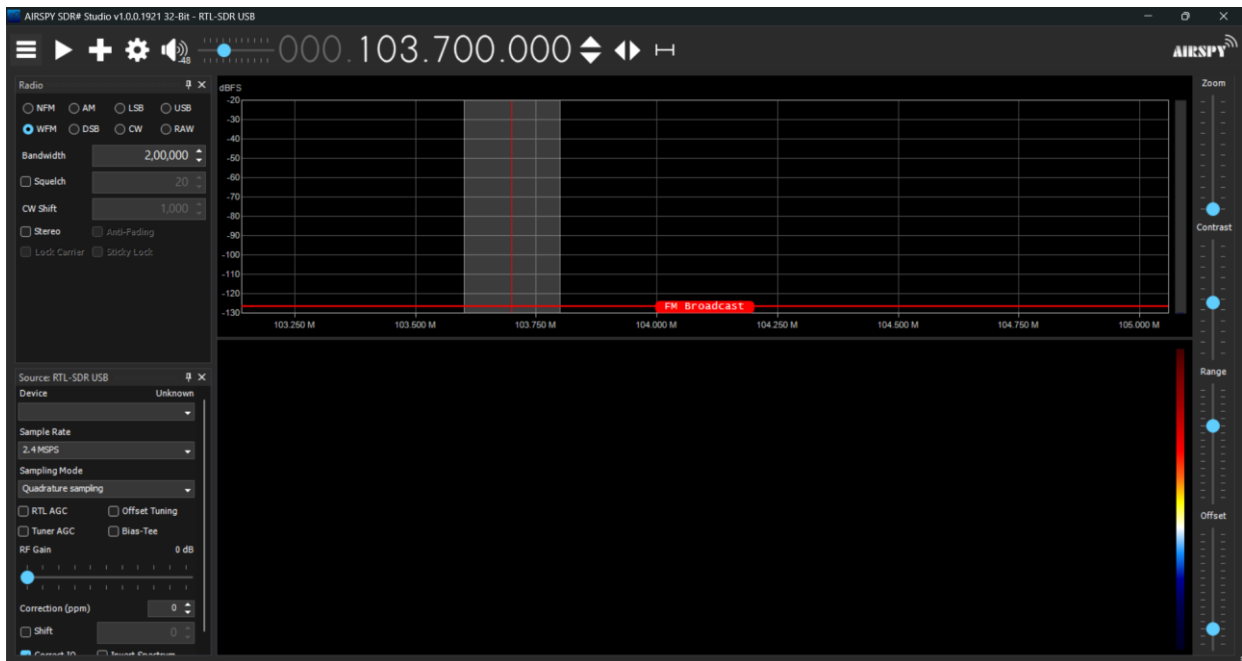 AIRSPY SDR# Studio v1.0.0.1921 32-Bit - RTL-SDR USB
-48
000.103.700.000
AIRSPY
Radio
NFM AM LSB USB
WFM DSB CW RAW
Bandwidth 2,00,000
Squelch 20
CW Shift 1,000
Stereo Anti-Fading
Lock Carrier Sticky Lock
Source: RTL-SDR USB
Device Unknown
Sample Rate
2.4 MSPS
Sampling Mode
Quadrature sampling
RTL AGC Offset Tuning
Tuner AGC Bias-Tee
RF Gain 0 dB
Correction (ppm) 0
Shift 0
Correct IQ Invert Spectrum
dBFS
-20
-30
-40
-50
-60
-70
-80
-90
-100
-110
-120
-130
FM Broadcast
103.250 M 103.500 M 103.750 M 104.000 M 104.250 M 104.500 M 104.750 M 105.000 M
Zoom
Contrast
Range
Offset